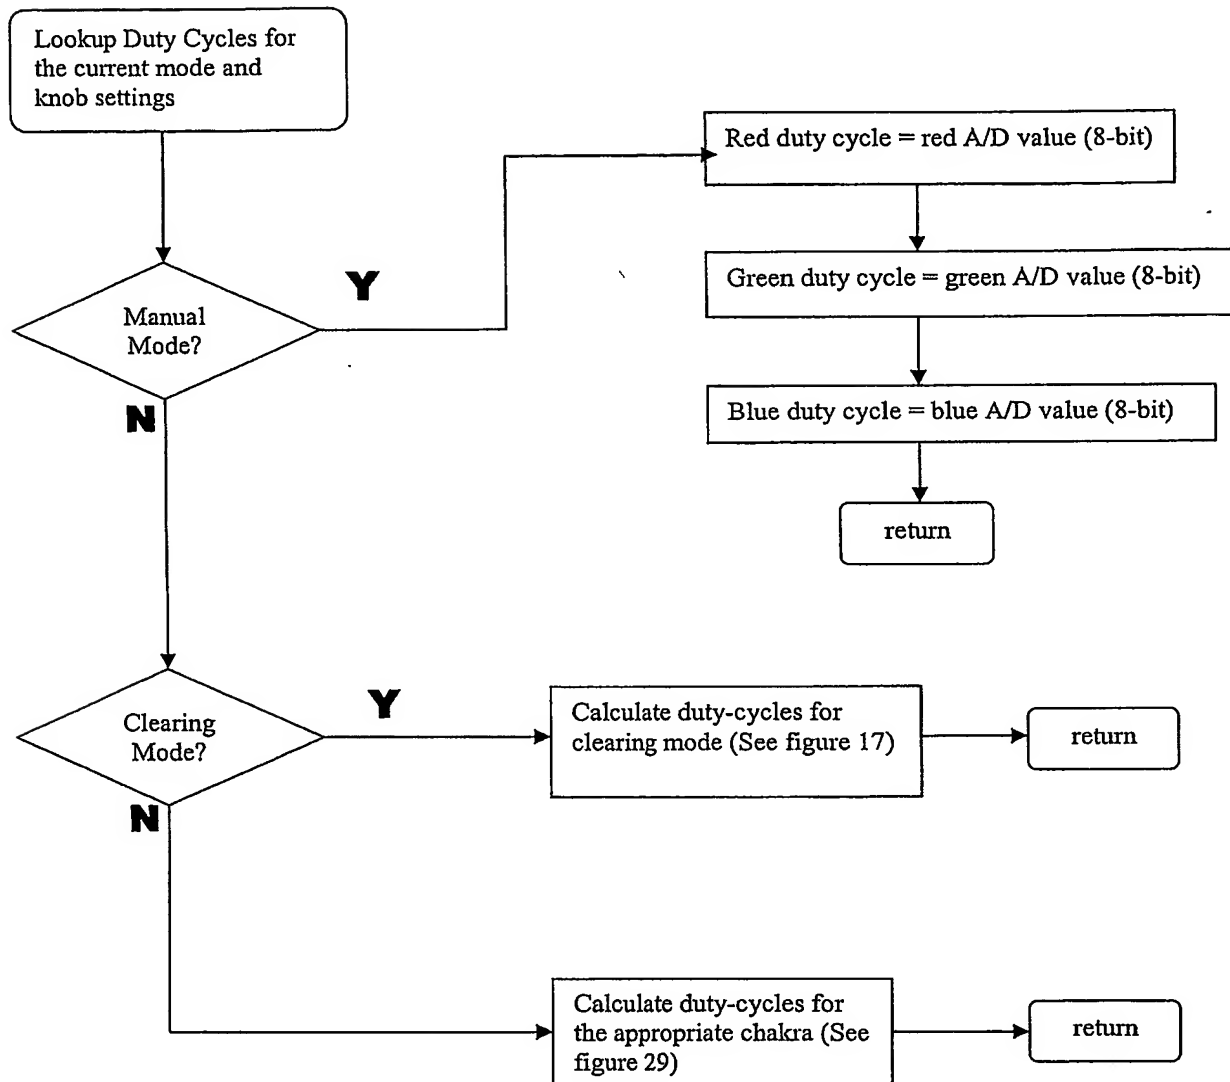 Lookup Duty Cycles for
the current mode and
knob settings
Manual
Mode?
Y
N
Red duty cycle = red A/D value (8-bit)
Green duty cycle = green A/D value (8-bit)
Blue duty cycle = blue A/D value (8-bit)
return
Clearing
Mode?
Y
N
Calculate duty-cycles for
clearing mode (See figure 17)
return
Calculate duty-cycles for
the appropriate chakra (See
figure 29)
return